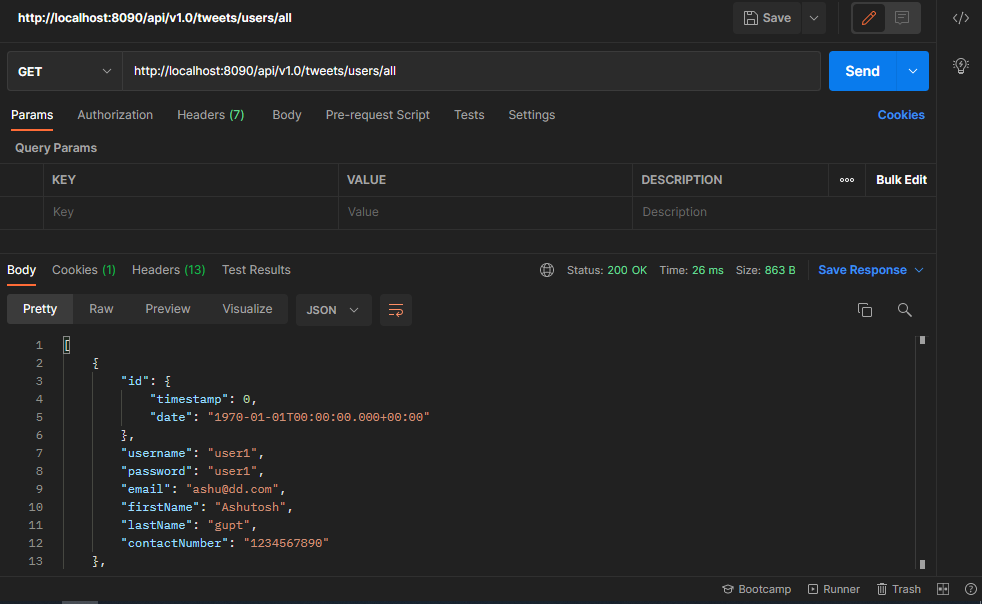 http://localhost:8090/api/v1.0/tweets/users/all Save
GET http://localhost:8090/api/v1.0/tweets/users/all Send
Params Authorization Headers (7) Body Pre-request Script Tests Settings Cookies
Query Params
KEY VALUE DESCRIPTION Bulk Edit
Key Value Description
Body Cookies (1) Headers (13) Test Results Status: 200 OK Time: 26 ms Size: 863 B Save Response
Pretty Raw Preview Visualize JSON
1 [
2 {
3 "id": {
4 "timestamp": 0,
5 "date": "1970-01-01T00:00:00.000+00:00"
6 },
7 "username": "user1",
8 "password": "user1",
9 "email": "ashu@dd.com",
10 "firstName": "Ashutosh",
11 "lastName": "gupt",
12 "contactNumber": "1234567890"
13 },
Bootcamp Runner Trash